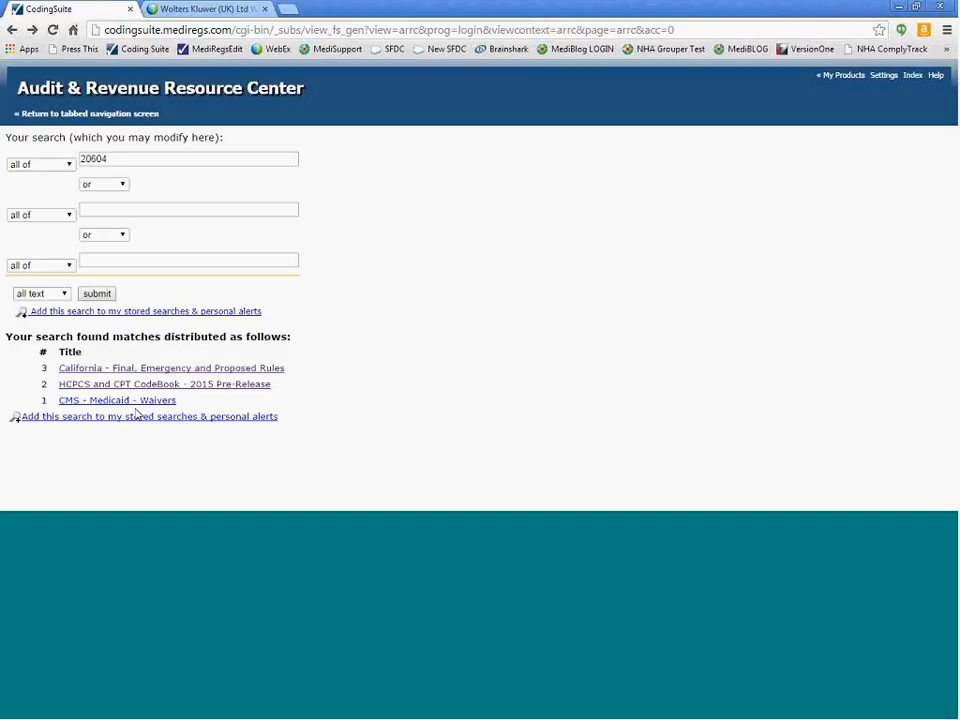 CodingSuite
Wolters Kluwer (UK) Ltd W
codingsuite.mediregs.com/cgi-bin/_subs/view_fs_gen?view=arrc&prog=login&viewcontext=arrc&page=arrc&acc=0
Apps Press This Coding Suite MediRegsEdit WebEx MediSupport SFDC New SFDC Brainshark MediBlog LOGIN NHA Grouper Test MediBLOG VersionOne NHA ComplyTrack »
« My Products Settings Index Help
Audit & Revenue Resource Center
« Return to tabbed navigation screen
Your search (which you may modify here):
all of 20604
or
all of
or
all of
all text submit
Add this search to my stored searches & personal alerts
Your search found matches distributed as follows:
# Title
3 California - Final, Emergency and Proposed Rules
2 HCPCS and CPT CodeBook - 2015 Pre-Release
1 CMS - Medicaid - Waivers
Add this search to my stored searches & personal alerts